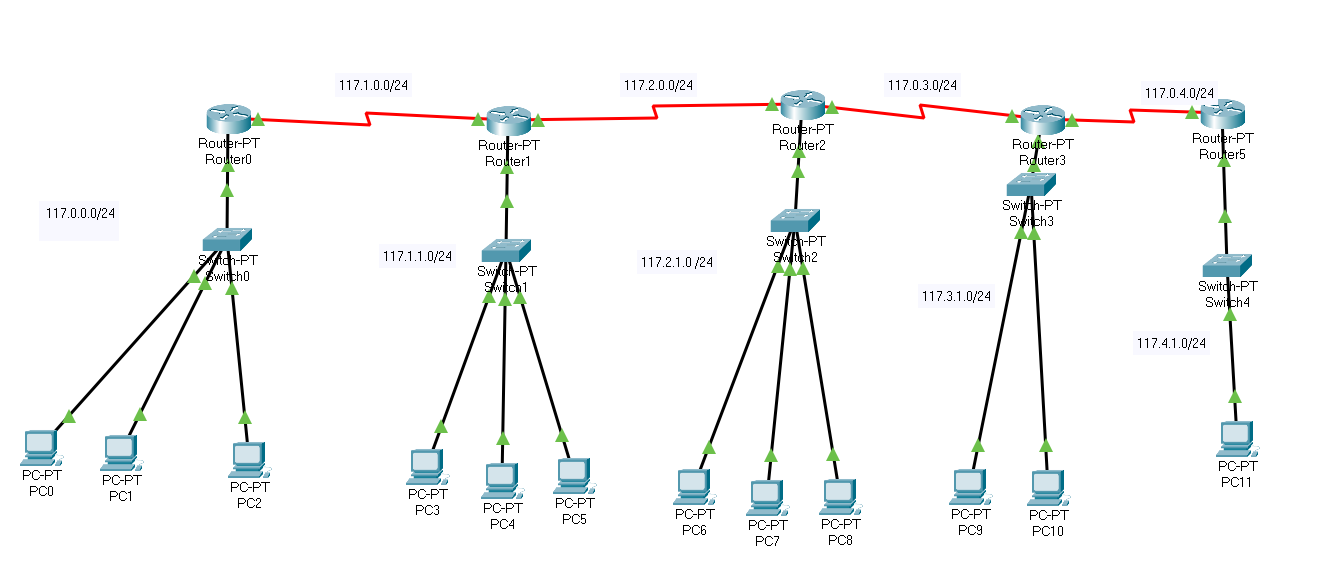 117.1.0.0/24
117.2.0.0/24
117.0.3.0/24
117.0.4.0/24
Router-PT
Router0
Router-PT
Router1
Router-PT
Router2
Router-PT
Router3
Router-PT
Router5
117.0.0.0/24
117.1.1.0/24
117.2.1.0 /24
117.3.1.0/24
117.4.1.0/24
Switch-PT
Switch0
Switch-PT
Switch1
Switch-PT
Switch2
Switch-PT
Switch3
Switch-PT
Switch4
PC-PT
PC0
PC-PT
PC1
PC-PT
PC2
PC-PT
PC3
PC-PT
PC4
PC-PT
PC5
PC-PT
PC6
PC-PT
PC7
PC-PT
PC8
PC-PT
PC9
PC-PT
PC10
PC-PT
PC11